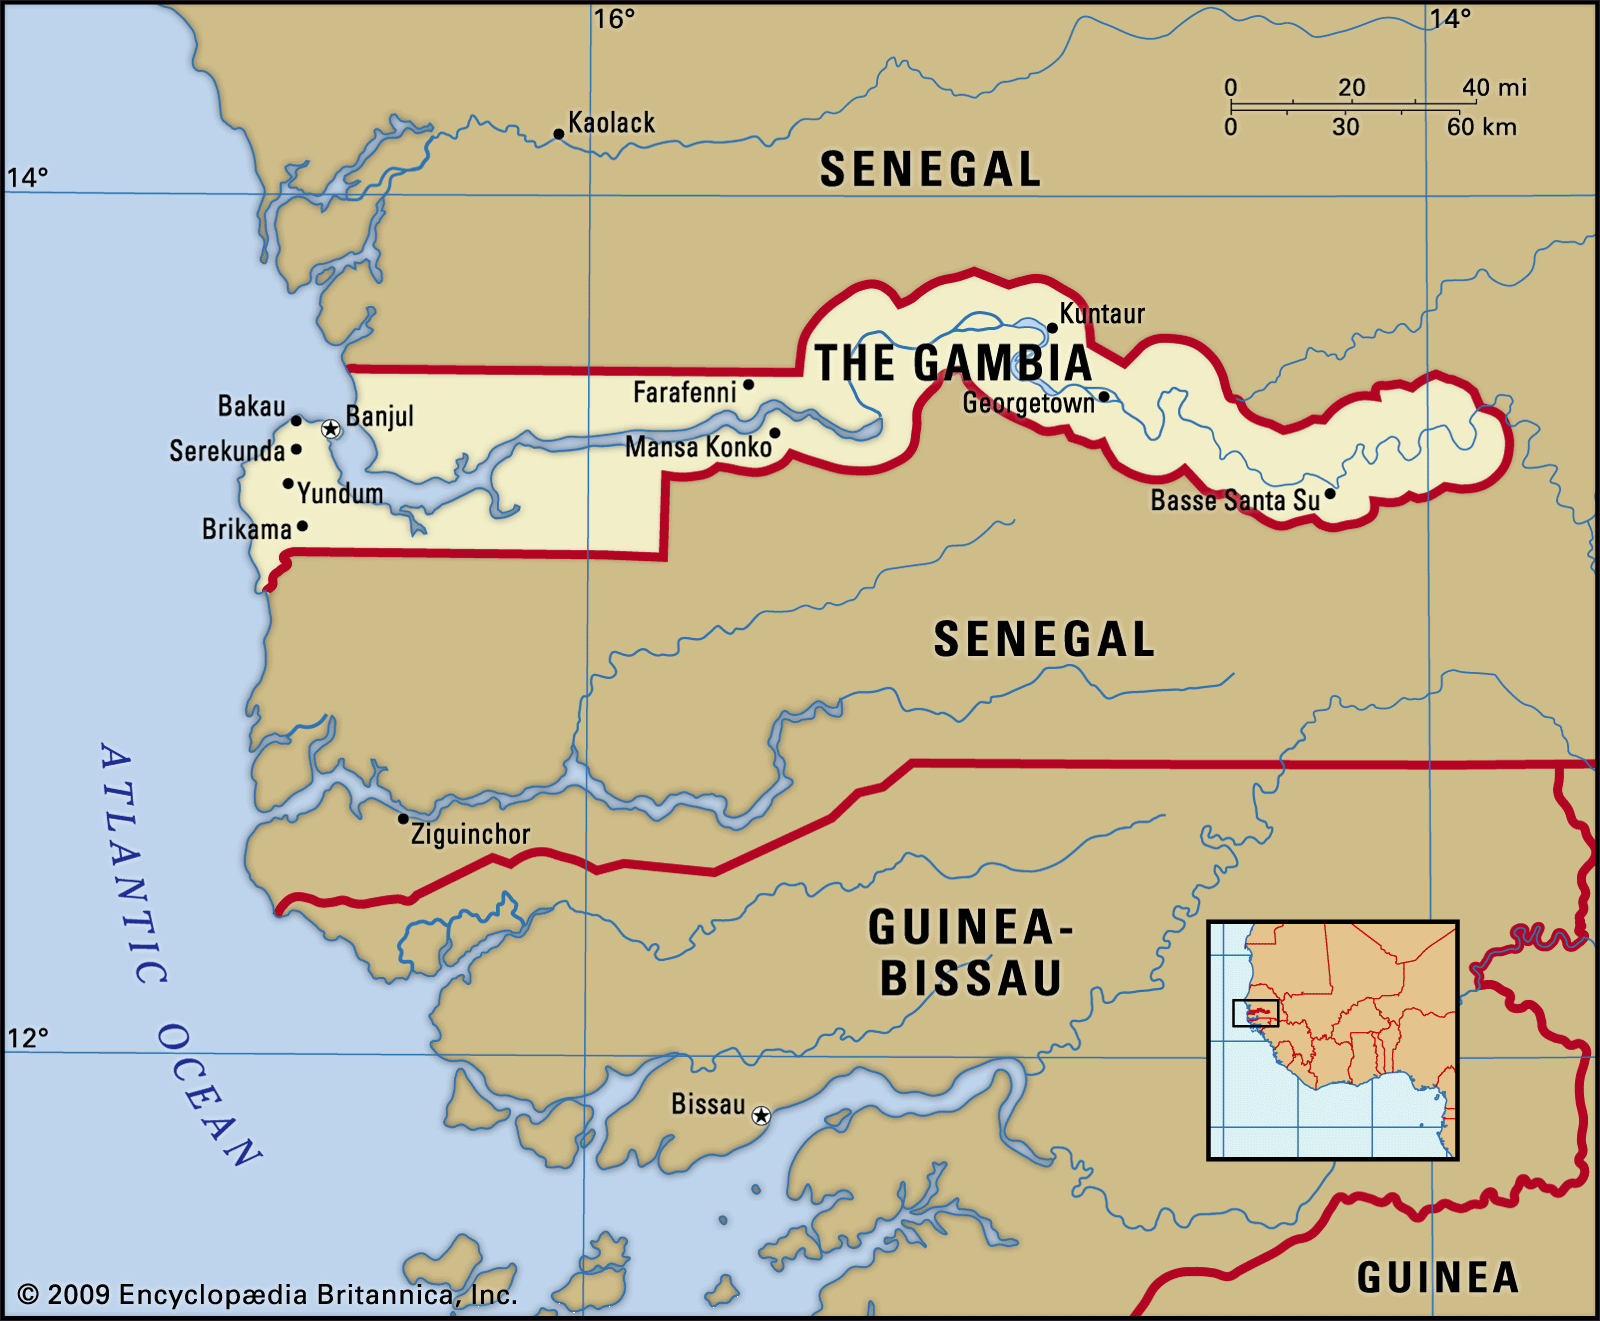 16°
14°
0 20 40 mi
0 30 60 km
Kaolack
SENEGAL
14°
Kuntaur
THE GAMBIA
Farafenni
Georgetown
Bakau
Banjul
Serekunda
Mansa Konko
Yundum
Basse Santa Su
Brikama
SENEGAL
ATLANTIC OCEAN
Ziguinchor
GUINEA-
BISSAU
12°
Bissau
GUINEA
© 2009 Encyclopædia Britannica, Inc.